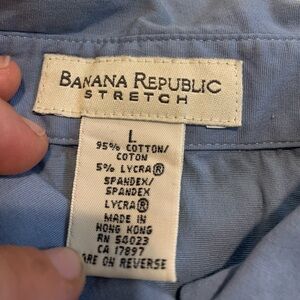 BANANA REPUBLIC
STRETCH
L
95% COTTON/
COTON
5% LYCRA®
SPANDEX/
SPANDEX
LYCRA®
MADE IN
HONG KONG
RN 54023
CA 17897
ARE ON REVERSE